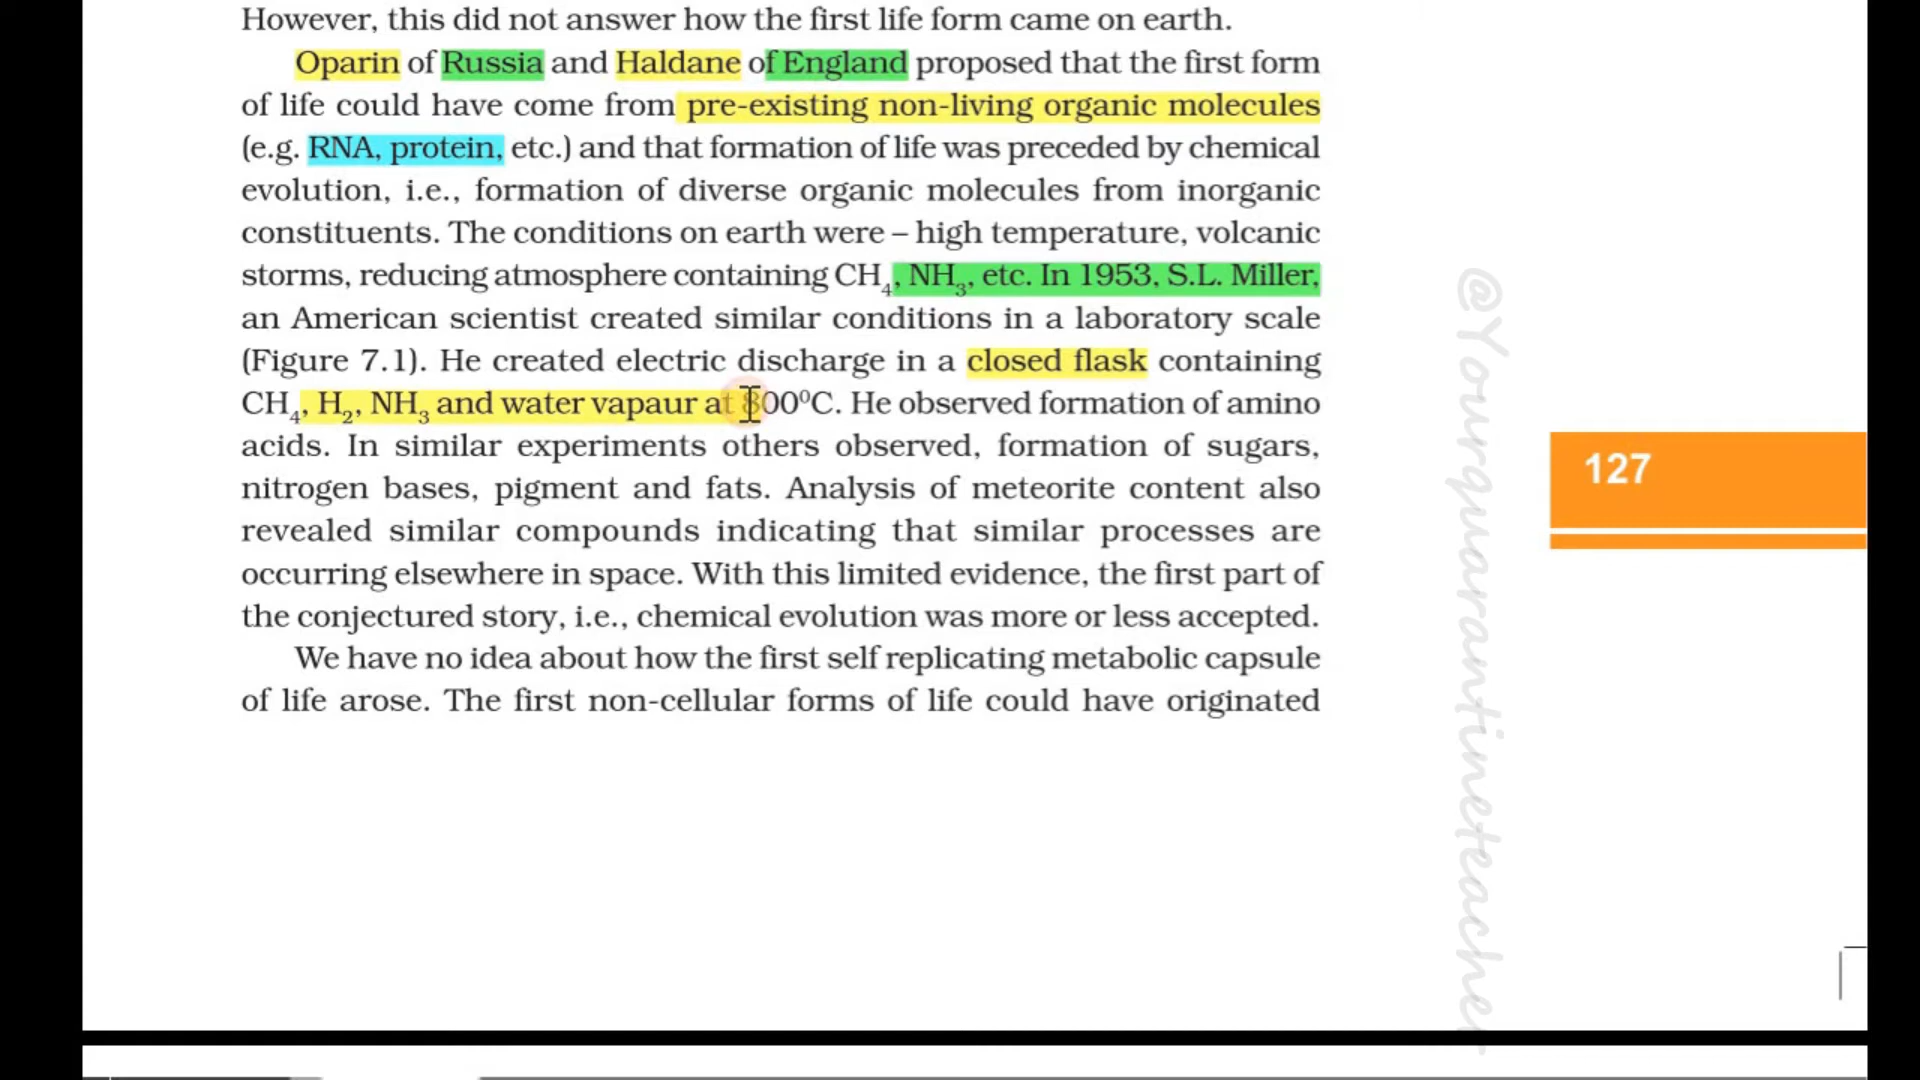 However, this did not answer how the first life form came on earth.
Oparin of Russia and Haldane of England proposed that the first form
of life could have come from pre-existing non-living organic molecules
(e.g. RNA, protein, etc.) and that formation of life was preceded by chemical
evolution, i.e., formation of diverse organic molecules from inorganic
constituents. The conditions on earth were – high temperature, volcanic
storms, reducing atmosphere containing CH₄, NH₃, etc. In 1953, S.L. Miller,
an American scientist created similar conditions in a laboratory scale
(Figure 7.1). He created electric discharge in a closed flask containing
CH₄, H₂, NH₃ and water vapaur at 800⁰C. He observed formation of amino
acids. In similar experiments others observed, formation of sugars,
nitrogen bases, pigment and fats. Analysis of meteorite content also
revealed similar compounds indicating that similar processes are
occurring elsewhere in space. With this limited evidence, the first part of
the conjectured story, i.e., chemical evolution was more or less accepted.
We have no idea about how the first self replicating metabolic capsule
of life arose. The first non-cellular forms of life could have originated
127
@Yourquarantineteacher